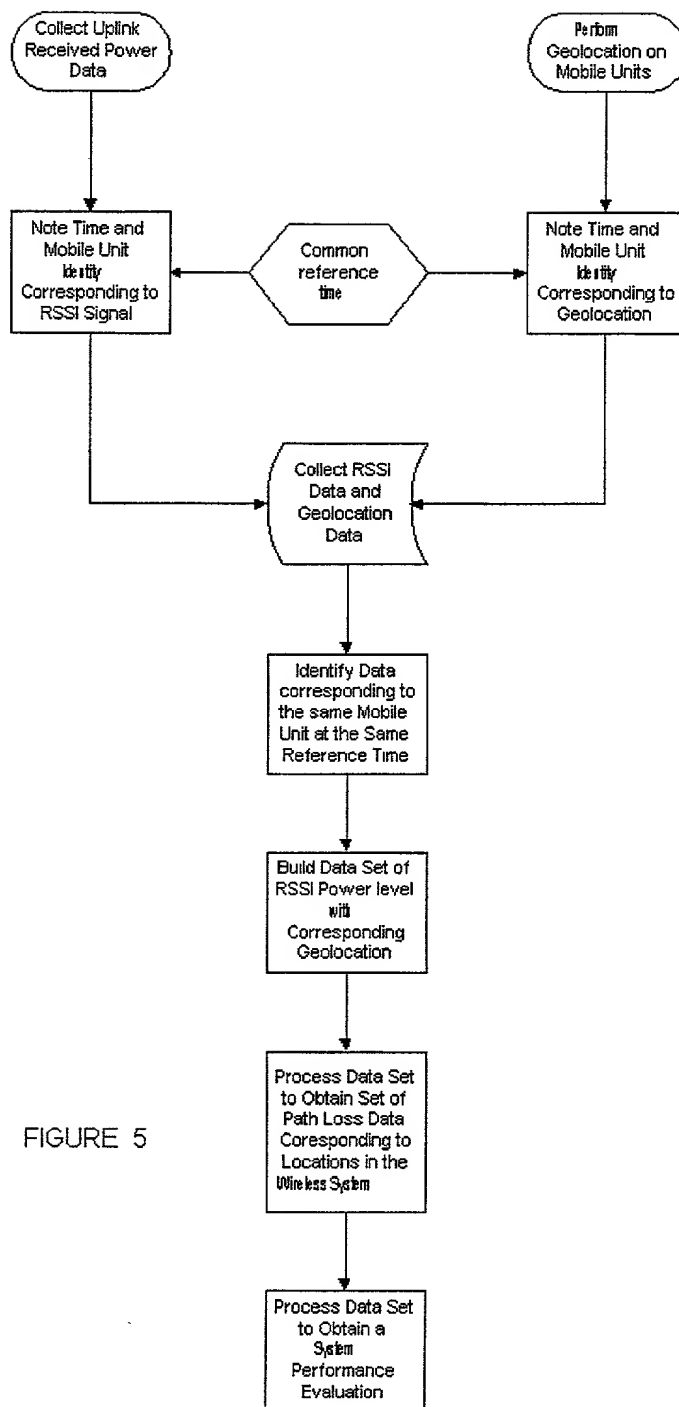 Collect Uplink
Received Power
Data
Perform
Geolocation on
Mobile Units
Note Time and
Mobile Unit
Identity
Corresponding to
RSSI Signal
Common
reference
time
Note Time and
Mobile Unit
Identity
Corresponding to
Geolocation
Collect RSSI
Data and
Geolocation
Data
Identify Data
corresponding to
the same Mobile
Unit at the Same
Reference Time
Build Data Set of
RSSI Power level
with
Corresponding
Geolocation
Process Data Set
to Obtain Set of
Path Loss Data
Coresponding to
Locations in the
Wireless System
FIGURE 5
Process Data Set
to Obtain a
System
Performance
Evaluation